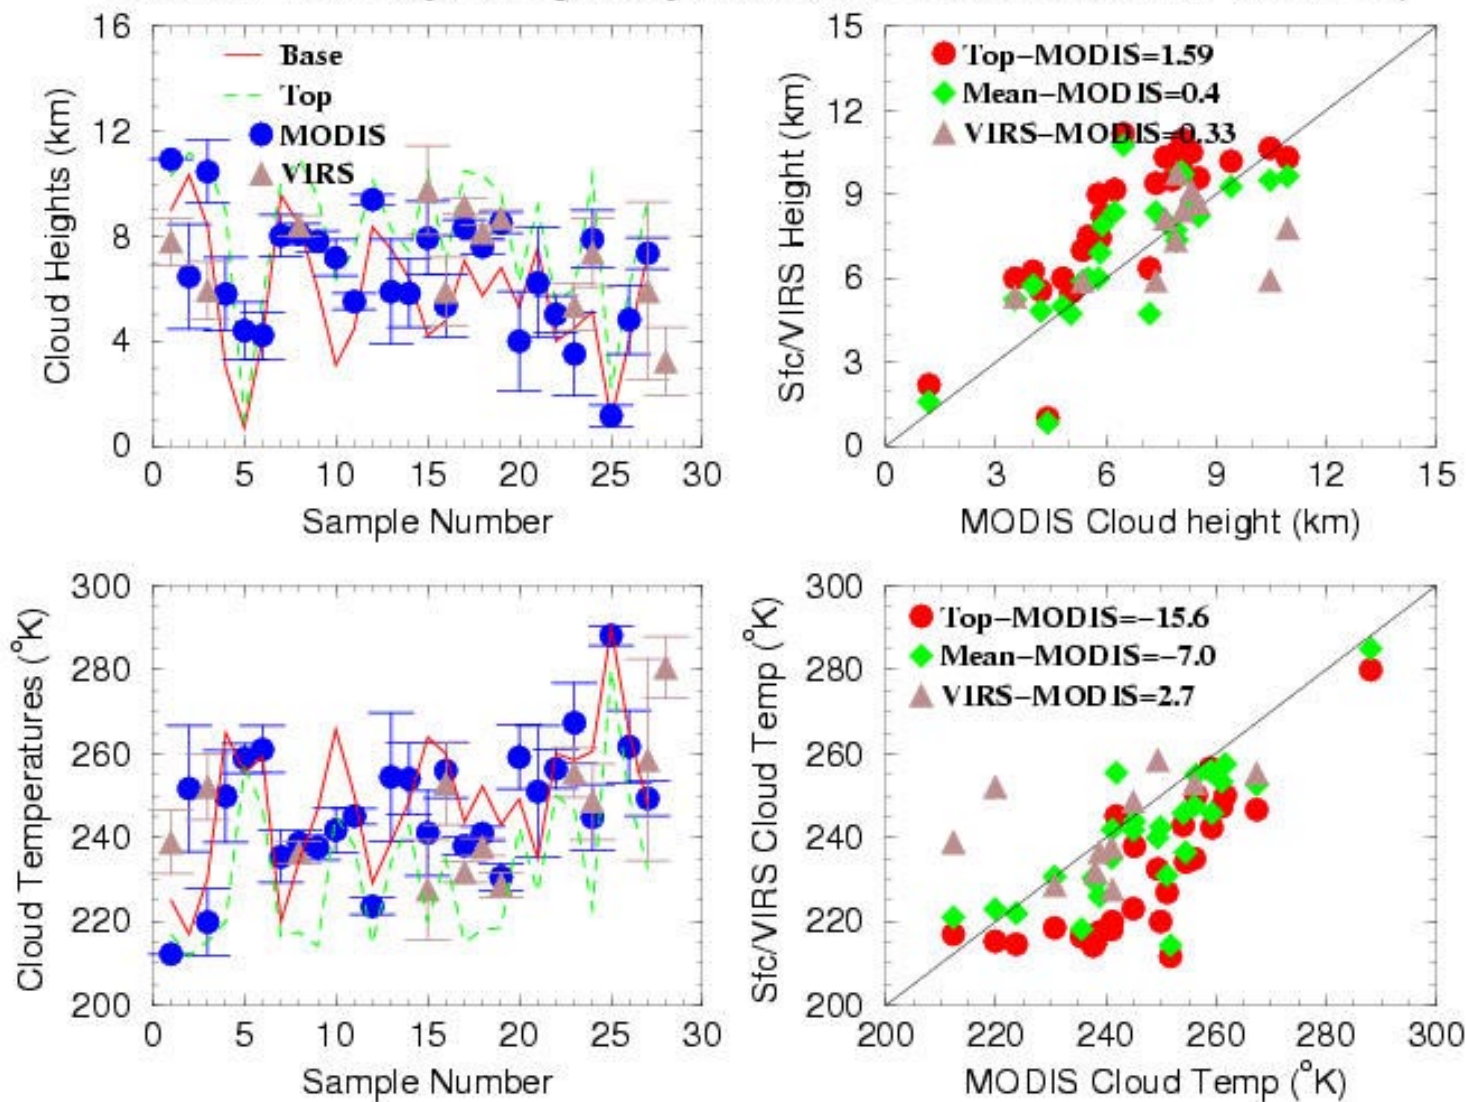 16
12
8
4
0
Cloud Heights (km)
Base
Top
MODIS
VIRS
0 5 10 15 20 25 30
Sample Number
15
12
9
6
3
0
Sfc/VIRS Height (km)
Top-MODIS=1.59
Mean-MODIS=0.4
VIRS-MODIS=0.33
0 3 6 9 12 15
MODIS Cloud height (km)
300
280
260
240
220
200
Cloud Temperatures (°K)
0 5 10 15 20 25 30
Sample Number
300
280
260
240
220
200
Sfc/VIRS Cloud Temp (°K)
Top-MODIS=-15.6
Mean-MODIS=-7.0
VIRS-MODIS=2.7
200 220 240 260 280 300
MODIS Cloud Temp (°K)